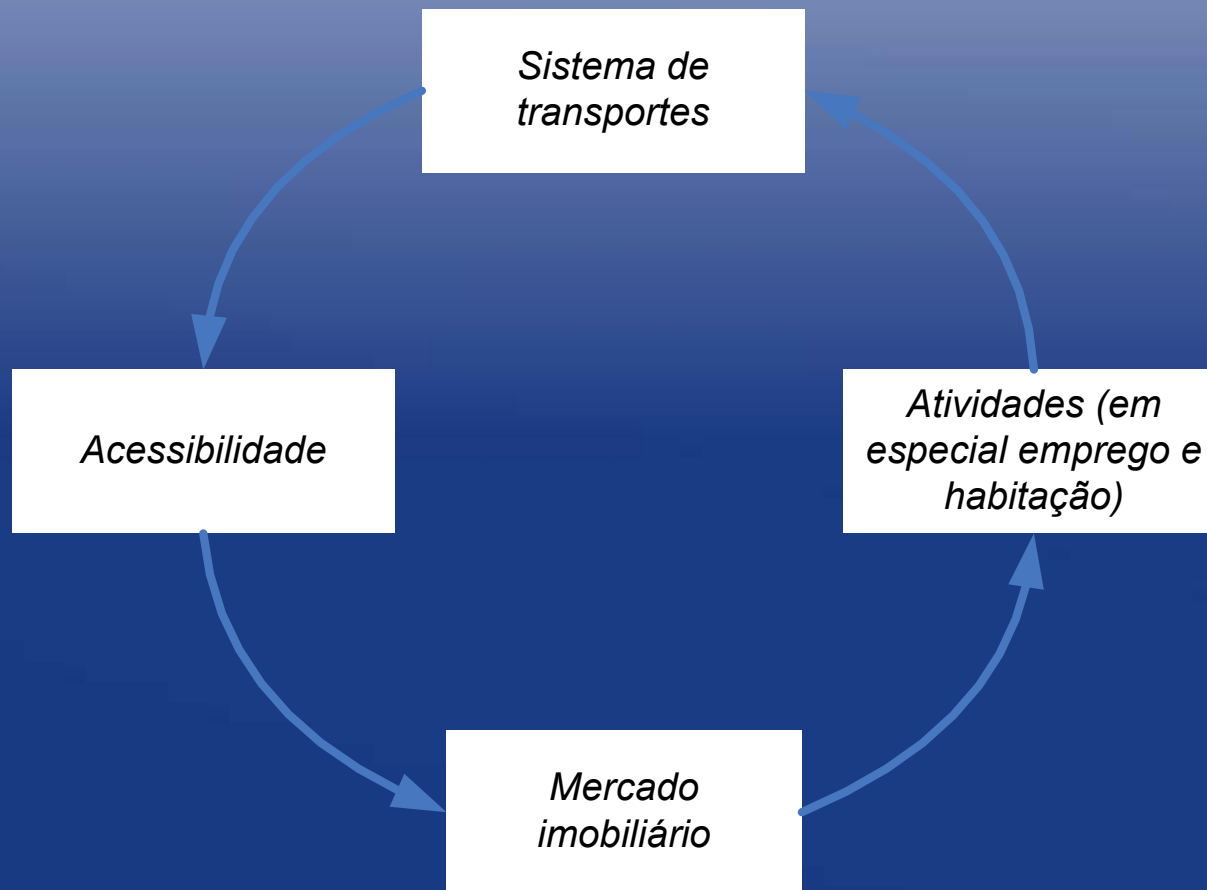 Sistema de
transportes
Acessibilidade
Atividades (em
especial emprego e
habitação)
Mercado
imobiliário